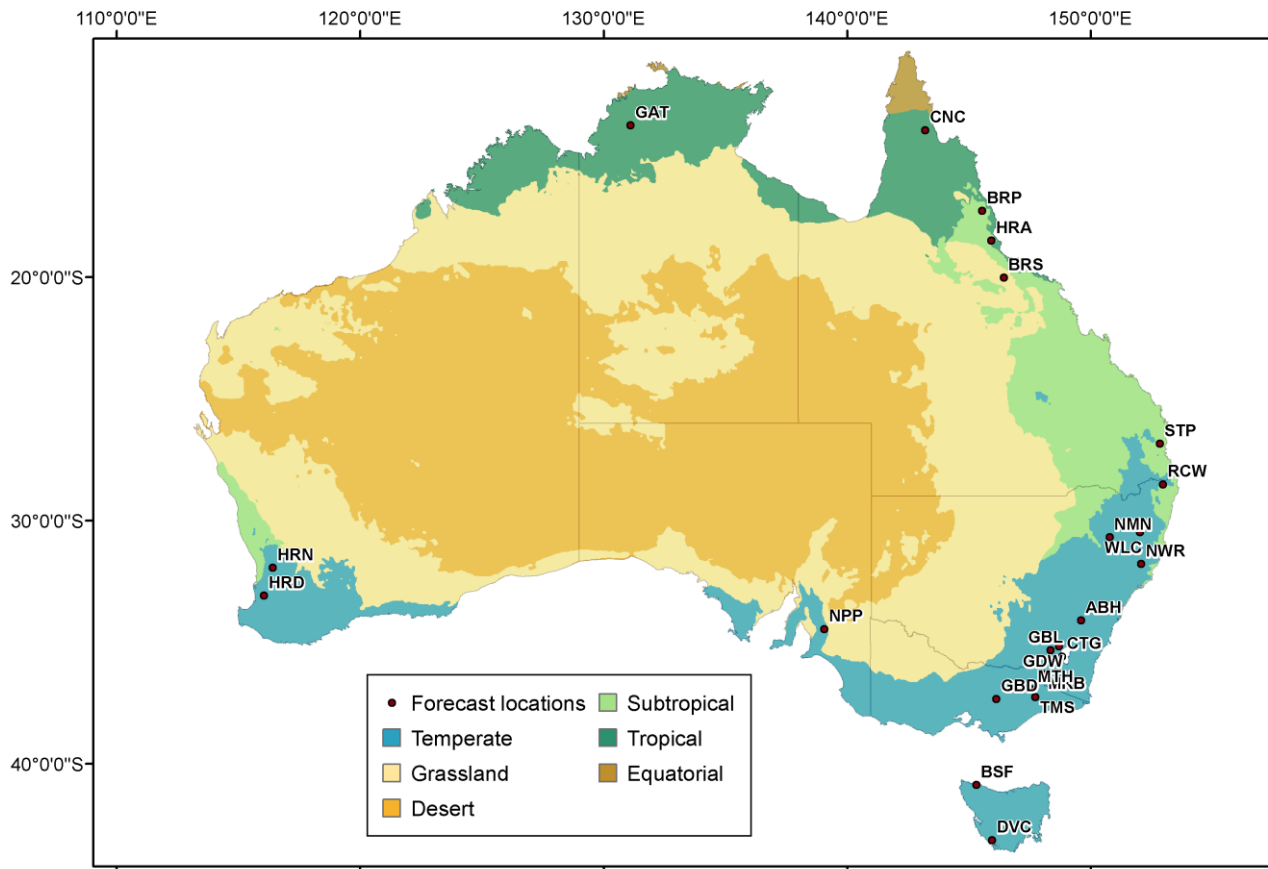 110°0'0"E 120°0'0"E 130°0'0"E 140°0'0"E 150°0'0"E
GAT
CNC
BRP
HRA
20°0'0"S
BRS
STP
RCW
30°0'0"S
NMN
WLC NWR
HRN
HRD
ABH
NPP
GBL CTG
GDW
MTH MKB
GBD
TMS
Forecast locations Subtropical
Temperate Tropical
Grassland Equatorial
Desert
40°0'0"S
BSF
DVC